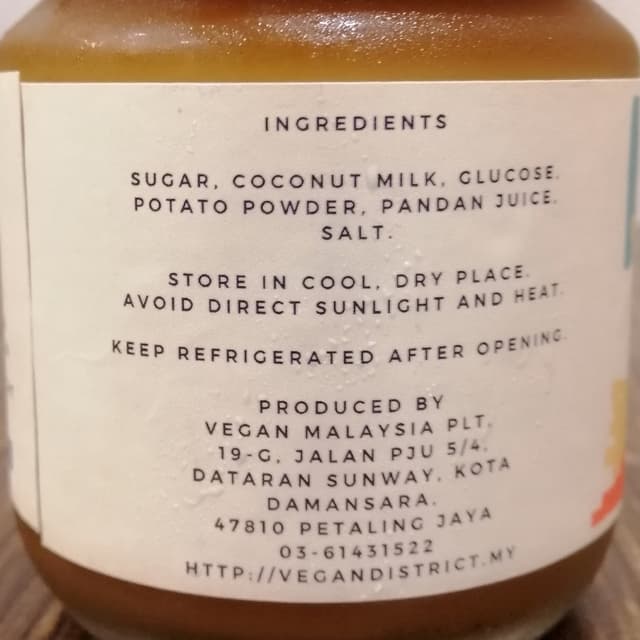 INGREDIENTS
SUGAR, COCONUT MILK, GLUCOSE,
POTATO POWDER, PANDAN JUICE,
SALT.
STORE IN COOL, DRY PLACE.
AVOID DIRECT SUNLIGHT AND HEAT.
KEEP REFRIGERATED AFTER OPENING.
PRODUCED BY
VEGAN MALAYSIA PLT.
19-G, JALAN PJU 5/4,
DATARAN SUNWAY, KOTA
DAMANSARA,
47810 PETALING JAYA
03-61431522
HTTP://VEGANDISTRICT.MY